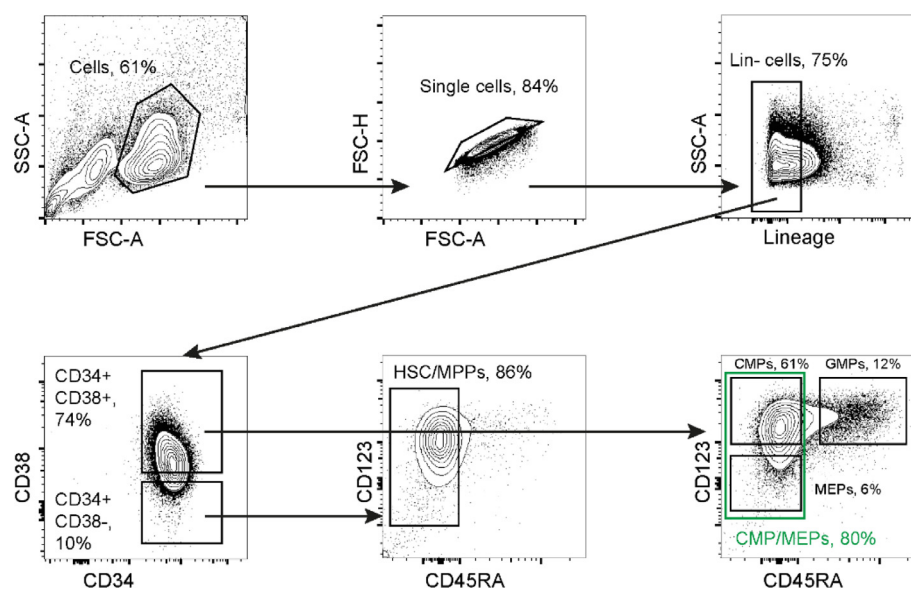 Cells, 61%
SSC-A
FSC-A
Single cells, 84%
FSC-H
FSC-A
Lin- cells, 75%
SSC-A
Lineage
CD34+
CD38+,
74%
CD34+
CD38-,
10%
CD38
CD34
HSC/MPPs, 86%
CD123
CD45RA
CMPs, 61%
GMPs, 12%
MEPs, 6%
CMP/MEPs, 80%
CD123
CD45RA